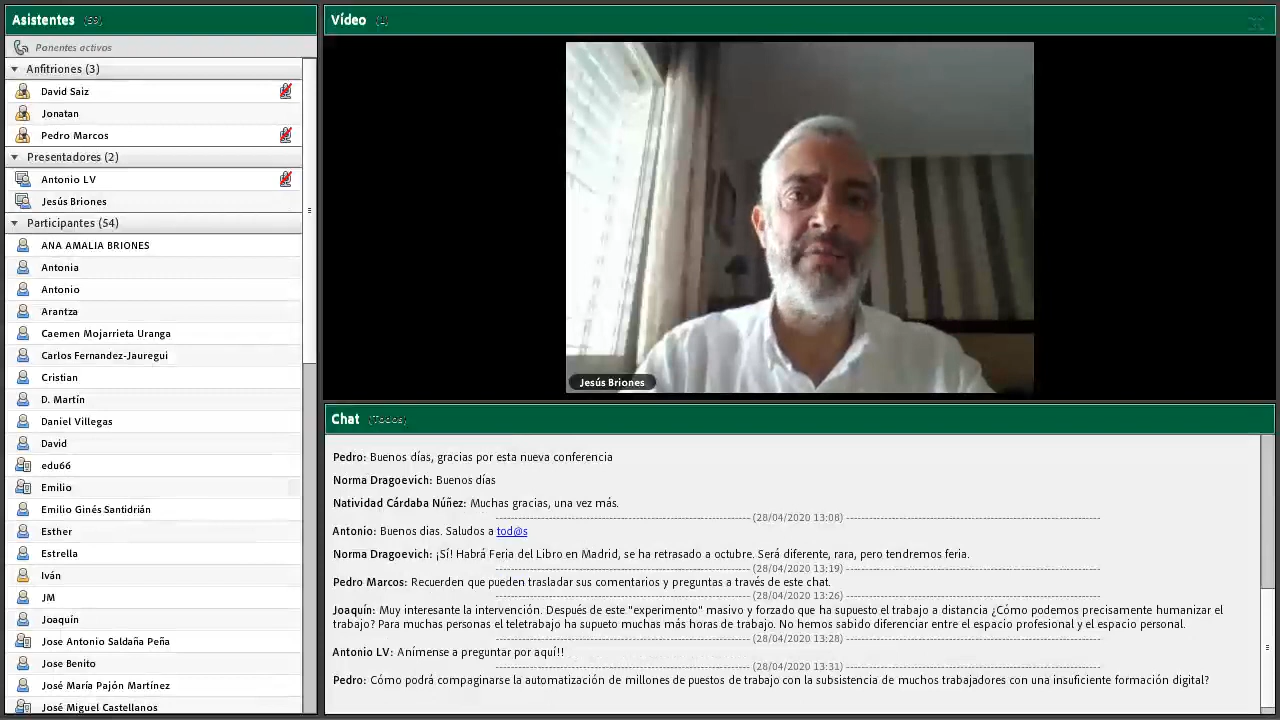 Asistentes (59)
Ponentes activos
Anfitriones (3)
David Saiz
Jonatan
Pedro Marcos
Presentadores (2)
Antonio LV
Jesús Briones
Participantes (54)
ANA AMALIA BRIONES
Antonia
Antonio
Arantza
Caemen Mojarrieta Uranga
Carlos Fernandez-Jauregui
Cristian
D. Martín
Daniel Villegas
David
edu66
Emilio
Emilio Ginés Santidrián
Esther
Estrella
Iván
JM
Joaquín
Jose Antonio Saldaña Peña
Jose Benito
José María Pajón Martínez
José Miguel Castellanos
Vídeo (1)
Jesús Briones
Chat (Todos)
Pedro: Buenos días, gracias por esta nueva conferencia
Norma Dragoevich: Buenos días
Natividad Cárdaba Núñez: Muchas gracias, una vez más.
(28/04/2020 13:08)
Antonio: Buenos dias. Saludos a tod@s
Norma Dragoevich: ¡Sí! Habrá Feria del Libro en Madrid, se ha retrasado a octubre. Será diferente, rara, pero tendremos feria.
(28/04/2020 13:19)
Pedro Marcos: Recuerden que pueden trasladar sus comentarios y preguntas a través de este chat.
(28/04/2020 13:26)
Joaquín: Muy interesante la intervención. Después de este "experimento" masivo y forzado que ha supuesto el trabajo a distancia ¿Cómo podemos precisamente humanizar el
trabajo? Para muchas personas el teletrabajo ha supueto muchas más horas de trabajo. No hemos sabido diferenciar entre el espacio profesional y el espacio personal.
(28/04/2020 13:28)
Antonio LV: Anímense a preguntar por aquí!!
(28/04/2020 13:31)
Pedro: Cómo podrá compaginarse la automatización de millones de puestos de trabajo con la subsistencia de muchos trabajadores con una insuficiente formación digital?